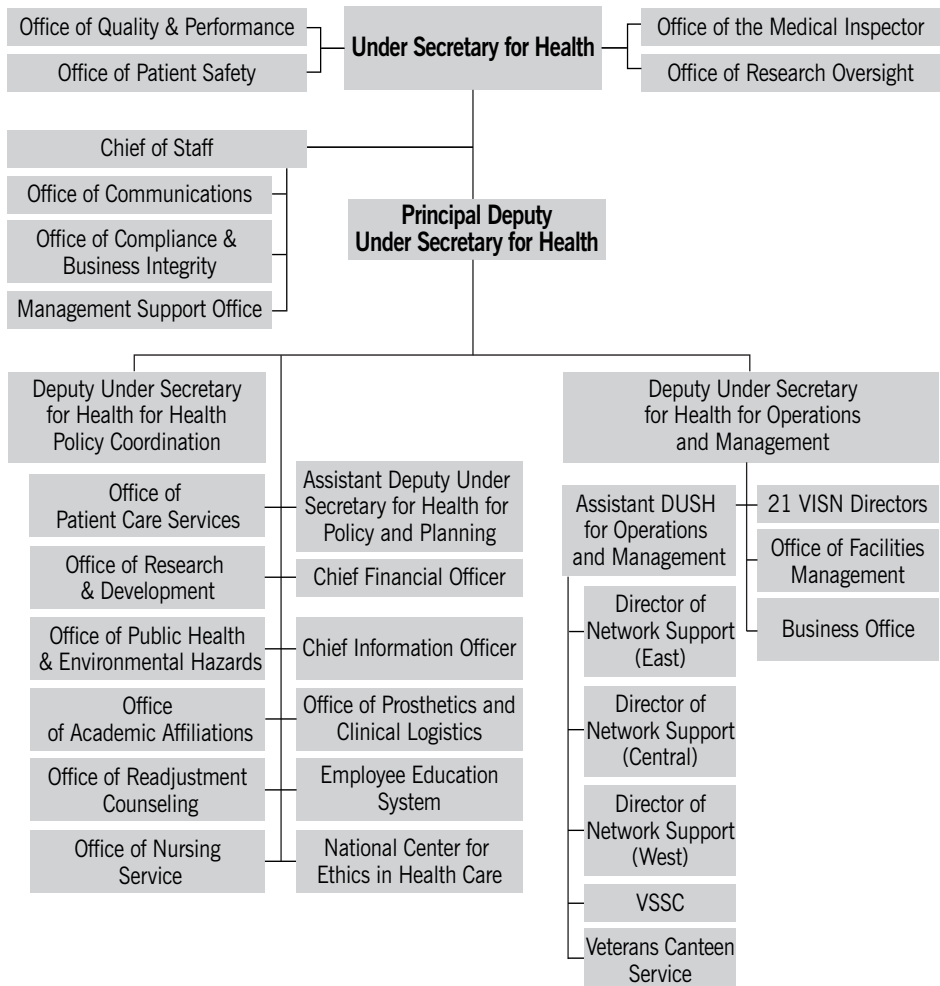 Office of Quality & Performance
Office of Patient Safety
Under Secretary for Health
Office of the Medical Inspector
Office of Research Oversight
Chief of Staff
Office of Communications
Office of Compliance &
Business Integrity
Management Support Office
Principal Deputy
Under Secretary for Health
Deputy Under Secretary
for Health for Health
Policy Coordination
Office of
Patient Care Services
Office of Research
& Development
Office of Public Health
& Environmental Hazards
Office
of Academic Affiliations
Office of Readjustment
Counseling
Office of Nursing
Service
Assistant Deputy Under
Secretary for Health for
Policy and Planning
Chief Financial Officer
Chief Information Officer
Office of Prosthetics and
Clinical Logistics
Employee Education
System
National Center for
Ethics in Health Care
Deputy Under Secretary
for Health for Operations
and Management
Assistant DUSH
for Operations
and Management
Director of
Network Support
(East)
Director of
Network Support
(Central)
Director of
Network Support
(West)
VSSC
Veterans Canteen
Service
21 VISN Directors
Office of Facilities
Management
Business Office